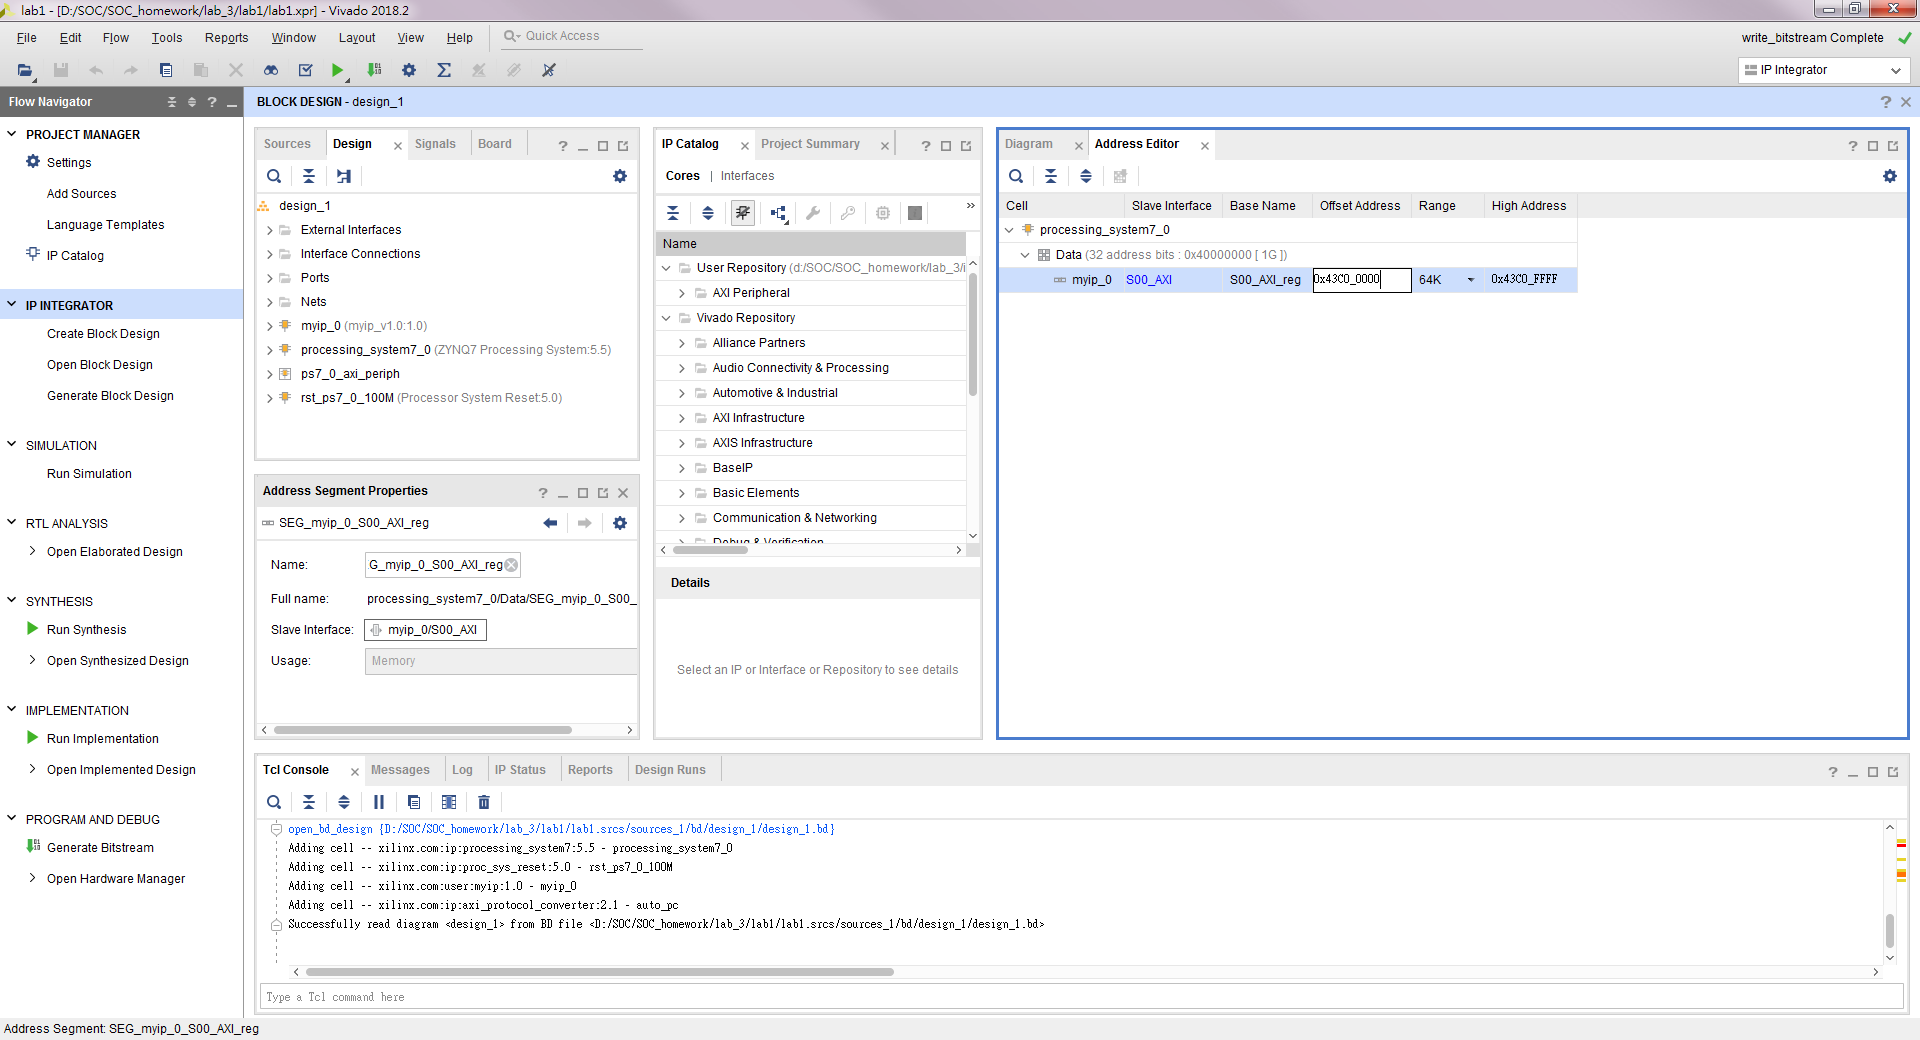 lab1 - [D:/SOC/SOC_homework/lab_3/lab1/lab1.xpr] - Vivado 2018.2
File Edit Flow Tools Reports Window Layout View Help Quick Access
write_bitstream Complete
IP Integrator
Flow Navigator
PROJECT MANAGER
Settings
Add Sources
Language Templates
IP Catalog
IP INTEGRATOR
Create Block Design
Open Block Design
Generate Block Design
SIMULATION
Run Simulation
RTL ANALYSIS
Open Elaborated Design
SYNTHESIS
Run Synthesis
Open Synthesized Design
IMPLEMENTATION
Run Implementation
Open Implemented Design
PROGRAM AND DEBUG
Generate Bitstream
Open Hardware Manager
BLOCK DESIGN - design_1
Sources Design Signals Board
design_1
External Interfaces
Interface Connections
Ports
Nets
myip_0 (myip_v1.0:1.0)
processing_system7_0 (ZYNQ7 Processing System:5.5)
ps7_0_axi_periph
rst_ps7_0_100M (Processor System Reset:5.0)
Address Segment Properties
SEG_myip_0_S00_AXI_reg
Name: G_myip_0_S00_AXI_reg
Full name: processing_system7_0/Data/SEG_myip_0_S00_
Slave Interface: myip_0/S00_AXI
Usage: Memory
IP Catalog Project Summary
Cores | Interfaces
Name
User Repository (d:/SOC/SOC_homework/lab_3/i
AXI Peripheral
Vivado Repository
Alliance Partners
Audio Connectivity & Processing
Automotive & Industrial
AXI Infrastructure
AXIS Infrastructure
BaseIP
Basic Elements
Communication & Networking
Debug & Verification
Details
Select an IP or Interface or Repository to see details
Diagram Address Editor
Cell Slave Interface Base Name Offset Address Range High Address
processing_system7_0
Data (32 address bits : 0x40000000 [ 1G ])
myip_0 S00_AXI S00_AXI_reg 0x43C0_0000 64K 0x43C0_FFFF
Tcl Console Messages Log IP Status Reports Design Runs
open_bd_design {D:/SOC/SOC_homework/lab_3/lab1/lab1.srcs/sources_1/bd/design_1/design_1.bd}
Adding cell -- xilinx.com:ip:processing_system7:5.5 - processing_system7_0
Adding cell -- xilinx.com:ip:proc_sys_reset:5.0 - rst_ps7_0_100M
Adding cell -- xilinx.com:user:myip:1.0 - myip_0
Adding cell -- xilinx.com:ip:axi_protocol_converter:2.1 - auto_pc
Successfully read diagram <design_1> from BD file <D:/SOC/SOC_homework/lab_3/lab1/lab1.srcs/sources_1/bd/design_1/design_1.bd>
Type a Tcl command here
Address Segment: SEG_myip_0_S00_AXI_reg